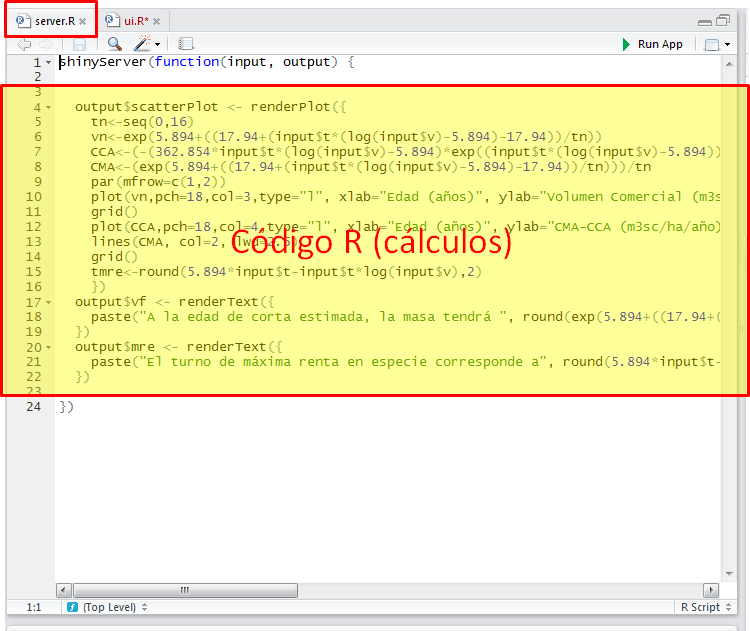 server.R
ui.R*
Run App
1 shinyServer(function(input, output) {
2
3
4 output$scatterPlot <- renderPlot({
5 tn<-seq(0,16)
6 vn<-exp(5.894+((17.94+(input$t*(log(input$v)-5.894)-17.94))/tn))
7 CCA<-(-(362.854*input$t*(log(input$v)-5.894)*exp((input$t*(log(input$v)-5.894))
8 CMA<-(exp(5.894+((17.94+(input$t*(log(input$v)-5.894)-17.94))/tn)))/tn
9 par(mfrow=c(1,2))
10 plot(vn,pch=18,col=3,type="l", xlab="Edad (años)", ylab="Volumen Comercial (m3s
11 grid()
12 plot(CCA,pch=18,col=4,type="l", xlab="Edad (años)", ylab="CMA-CCA (m3sc/ha/año)
13 lines(CMA, col=2, lwd=2.5)
Código R (cálculos)
14 grid()
15 tmre<-round(5.894*input$t-input$t*log(input$v),2)
16 })
17 output$vf <- renderText({
18 paste("A la edad de corta estimada, la masa tendrá ", round(exp(5.894+((17.94+(
19 })
20 output$mre <- renderText({
21 paste("El turno de máxima renta en especie corresponde a", round(5.894*input$t-
22 })
23
24 })
1:1 (Top Level) R Script